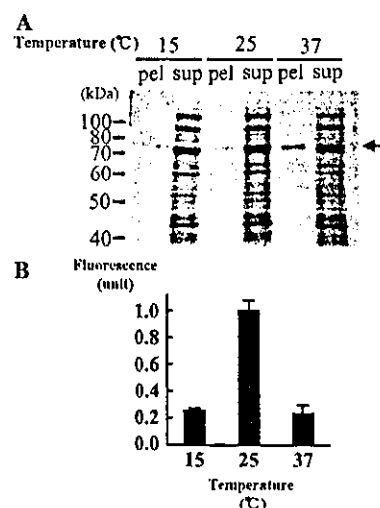 A
Temperature (℃) 15 25 37
pel sup pel sup pel sup
(kDa)
100
80
70
60
50
40
B
Fluorescence
(unit)
1.0
0.8
0.6
0.4
0.2
0.0
15 25 37
Temperature
(℃)